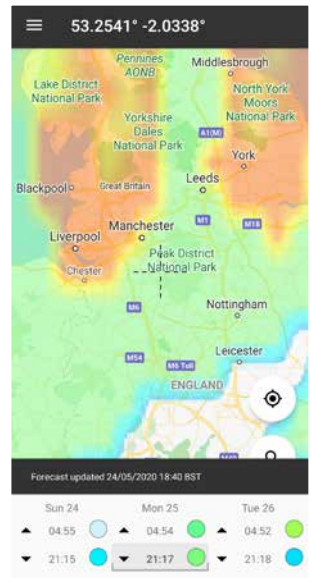 53.2541° -2.0338°
Pennines
AONB
Middlesbrough
Lake District
National Park
North York
Moors
National Park
Yorkshire
Dales
National Park
A1(M)
York
Leeds
Blackpool
Great Britain
M1
M18
Manchester
Liverpool
Peak District
National Park
Chester
M6
Nottingham
M54
M6 Toll
Leicester
ENGLAND
Forecast updated 24/05/2020 18:40 BST
Sun 24 Mon 25 Tue 26
04:55 04:54 04:52
21:15 21:17 21:18